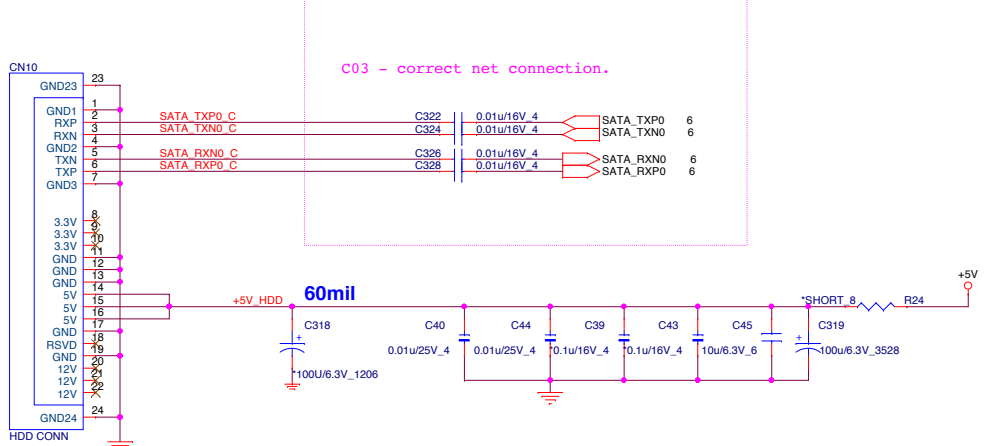 C03 - correct net connection.
CN10
GND23 23
GND1 1
RXP 2 SATA_TXP0_C C322 0.01u/16V_4 SATA_TXP0 6
RXN 3 SATA_TXN0_C C324 0.01u/16V_4 SATA_TXN0 6
GND2 4
TXN 5 SATA_RXN0_C C326 0.01u/16V_4 SATA_RXN0 6
TXP 6 SATA_RXP0_C C328 0.01u/16V_4 SATA_RXP0 6
GND3 7
3.3V 8
3.3V 9
3.3V 10
GND 11
GND 12
GND 13
5V 14
5V 15
5V 16
GND 17
RSVD 18
GND 19
12V 20
12V 21
12V 22
GND24 24
HDD CONN
+5V_HDD 60mil *SHORT_8 R24 +5V
C318 C40 C44 C39 C43 C45 C319
0.01u/25V_4 0.01u/25V_4 *0.1u/16V_4 *0.1u/16V_4 10u/6.3V_6 100u/6.3V_3528
*100U/6.3V_1206